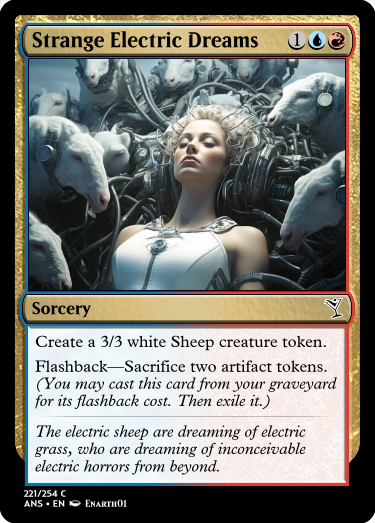 Strange Electric Dreams 1
Sorcery
Create a 3/3 white Sheep creature token.
Flashback—Sacrifice two artifact tokens.
(You may cast this card from your graveyard
for its flashback cost. Then exile it.)
The electric sheep are dreaming of electric
grass, who are dreaming of inconceivable
electric horrors from beyond.
221/254 C
ANS • EN Enarth01